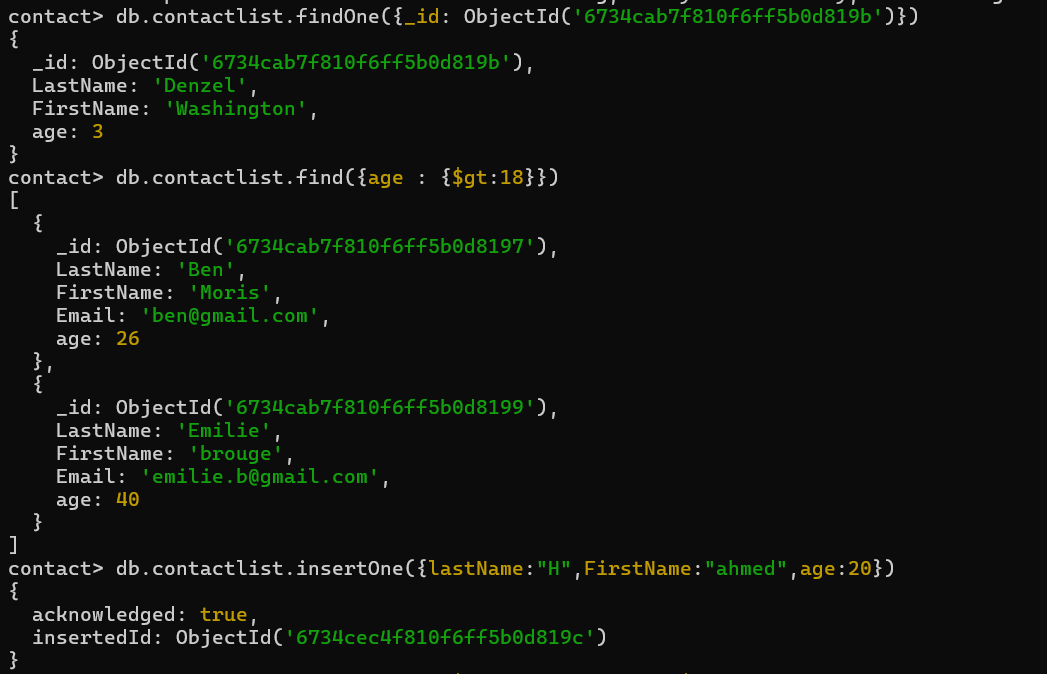 contact> db.contactlist.findOne({_id: ObjectId('6734cab7f810f6ff5b0d819b')})
{
  _id: ObjectId('6734cab7f810f6ff5b0d819b'),
  LastName: 'Denzel',
  FirstName: 'Washington',
  age: 3
}
contact> db.contactlist.find({age : {$gt:18}})
[
  {
    _id: ObjectId('6734cab7f810f6ff5b0d8197'),
    LastName: 'Ben',
    FirstName: 'Moris',
    Email: 'ben@gmail.com',
    age: 26
  },
  {
    _id: ObjectId('6734cab7f810f6ff5b0d8199'),
    LastName: 'Emilie',
    FirstName: 'brouge',
    Email: 'emilie.b@gmail.com',
    age: 40
  }
]
contact> db.contactlist.insertOne({lastName:"H",FirstName:"ahmed",age:20})
{
  acknowledged: true,
  insertedId: ObjectId('6734cec4f810f6ff5b0d819c')
}